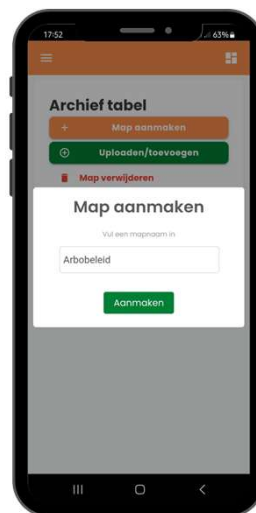 17:52
63%
Archief tabel
+ Map aanmaken
Uploaden/toevoegen
Map verwijderen
Map aanmaken
Vul een mapnaam in
Arbobeleid
Aanmaken